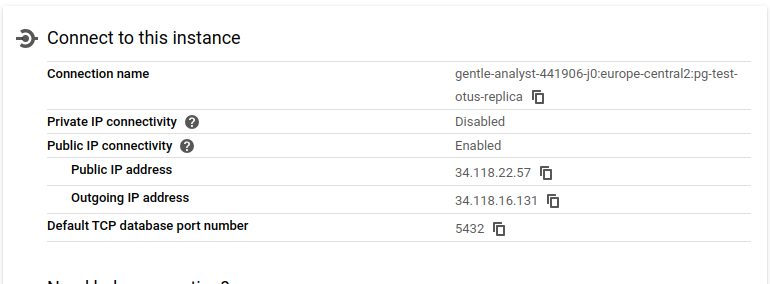 Connect to this instance
Connection name
gentle-analyst-441906-j0:europe-central2:pg-test-
otus-replica
Private IP connectivity
Disabled
Public IP connectivity
Enabled
Public IP address
34.118.22.57
Outgoing IP address
34.118.16.131
Default TCP database port number
5432